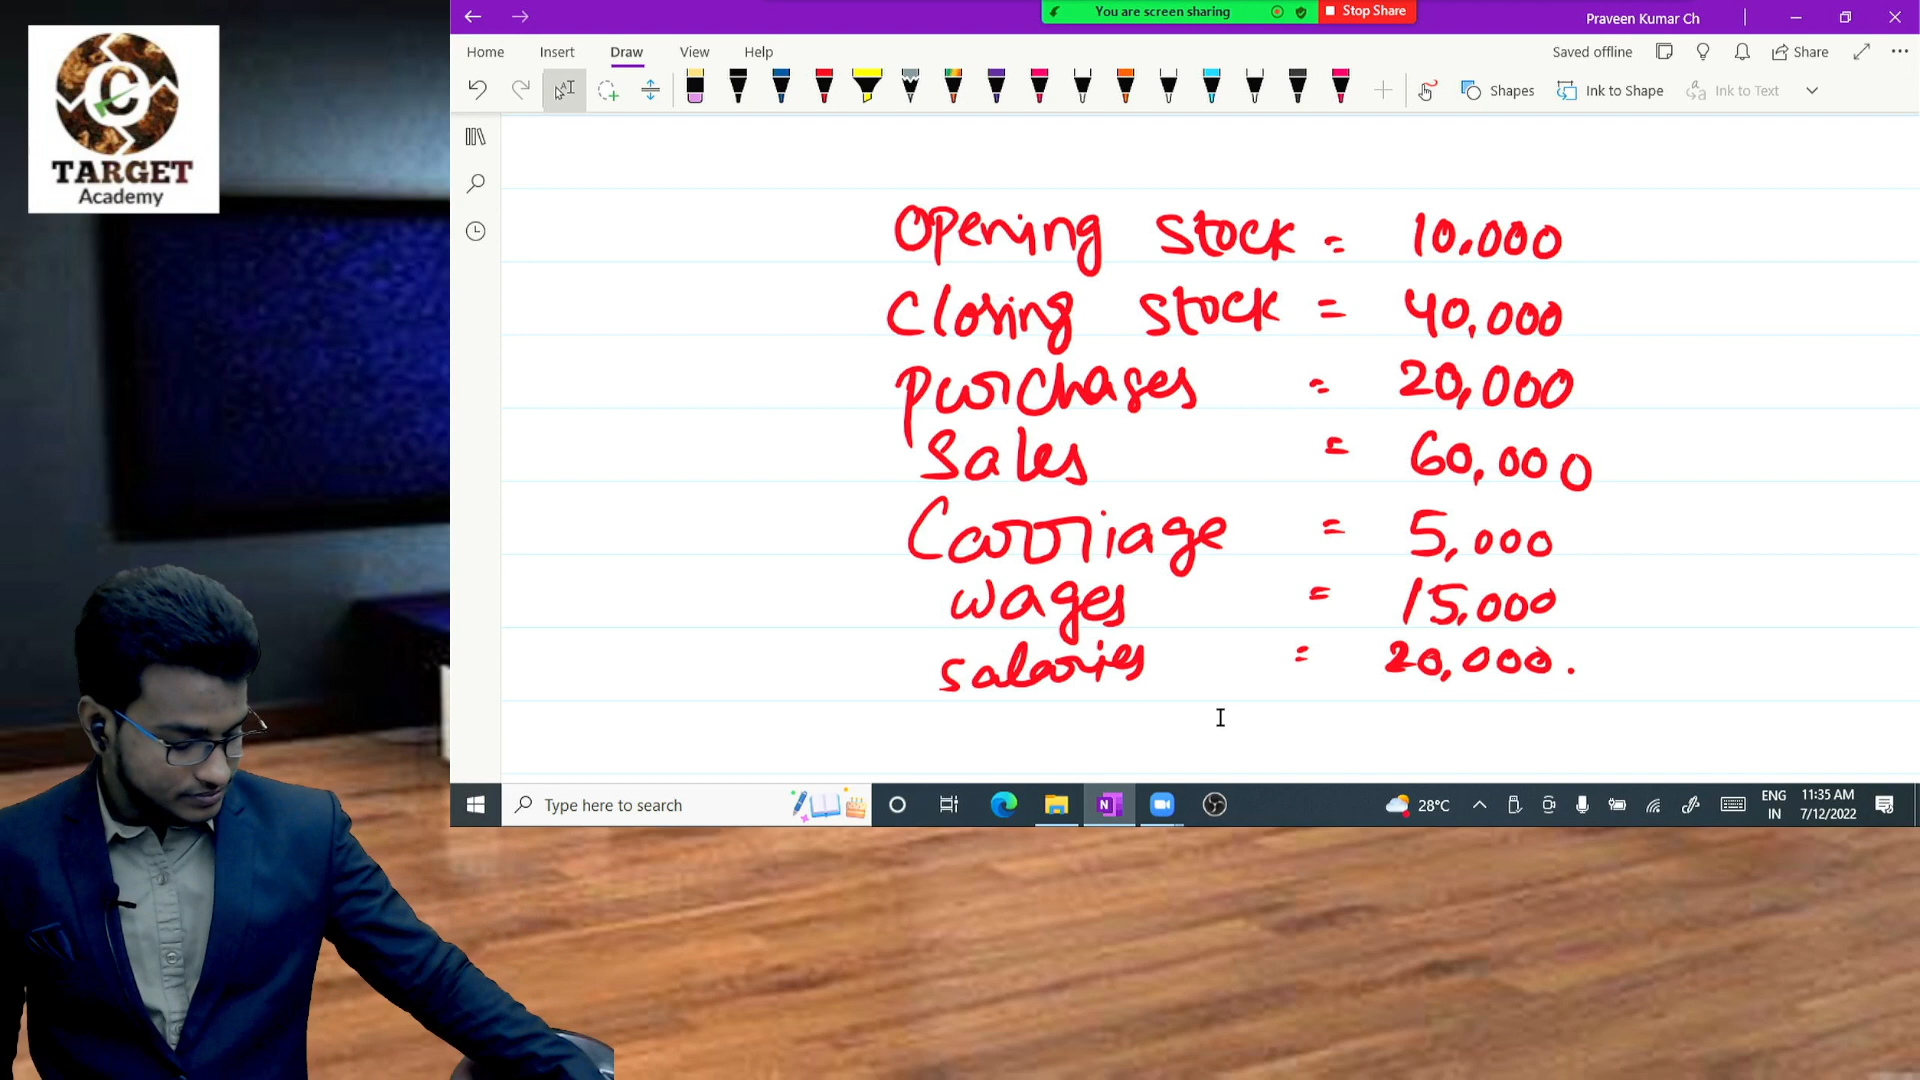 You are screen sharing
Stop Share
Praveen Kumar Ch
Home Insert Draw View Help
Saved offline
Share
Shapes
Ink to Shape
Ink to Text
C
TARGET
Academy
Opening stock = 10,000
Closing stock = 40,000
Purchases = 20,000
Sales = 60,000
Carriage = 5,000
wages = 15,000
salaries = 20,000.
Type here to search
28°C
ENG
IN
11:35 AM
7/12/2022